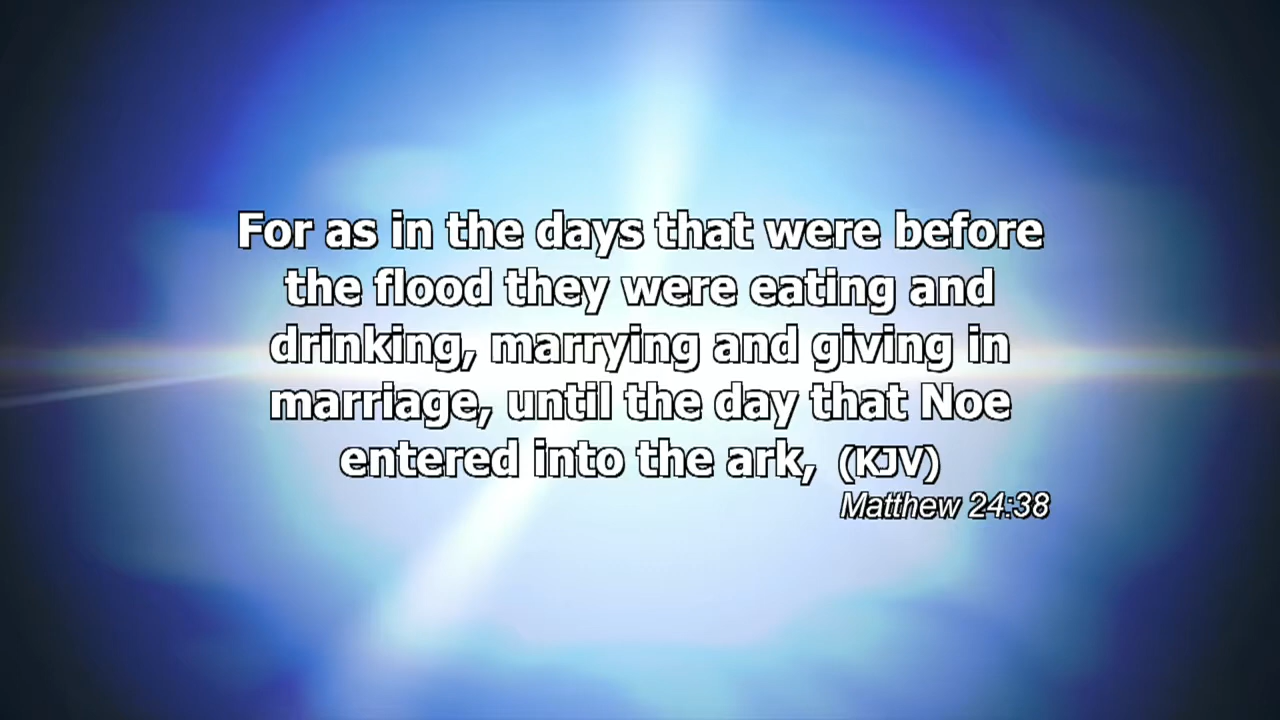 For as in the days that were before
the flood they were eating and
drinking, marrying and giving in
marriage, until the day that Noe
entered into the ark, (KJV)
Matthew 24:38